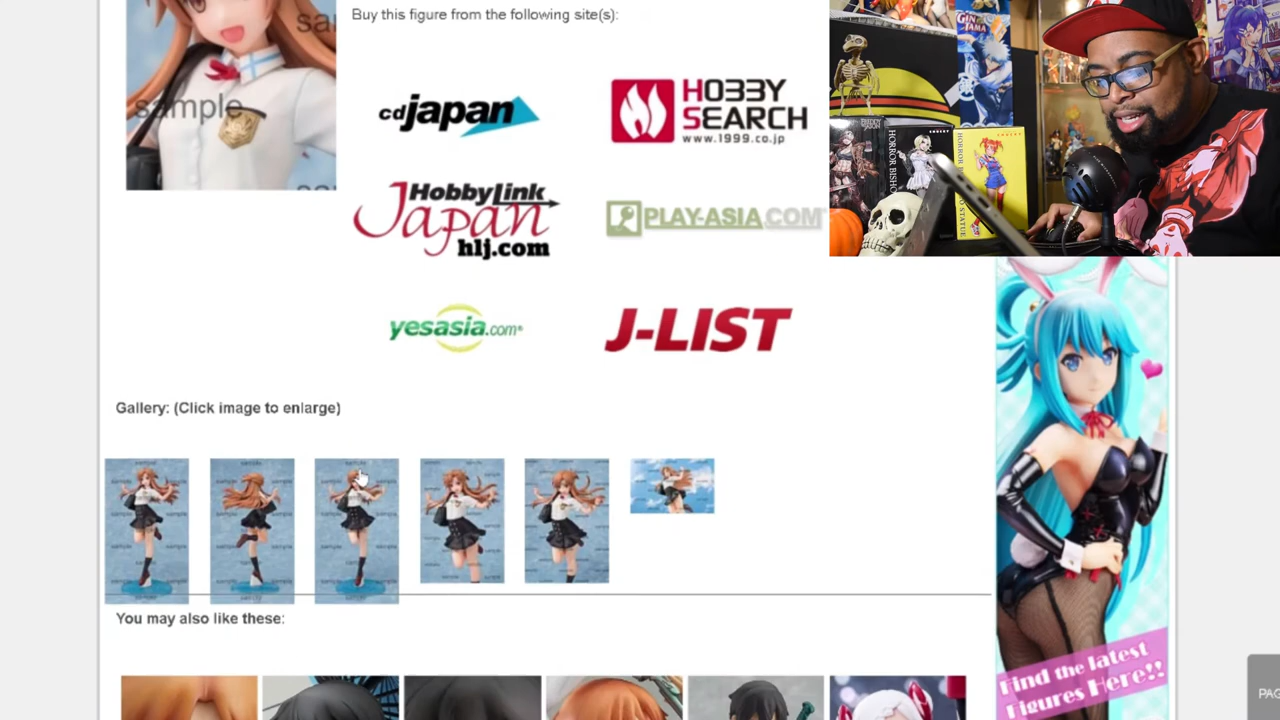 Buy this figure from the following site(s):
sample
cdjapan
HOBBY
SEARCH
www.1999.co.jp
GINTAMA
HobbyLink
Japan
hlj.com
PLAY-ASIA.COM
yesasia.com
J-LIST
Gallery: (Click image to enlarge)
You may also like these:
Find the latest
Figures Here!!